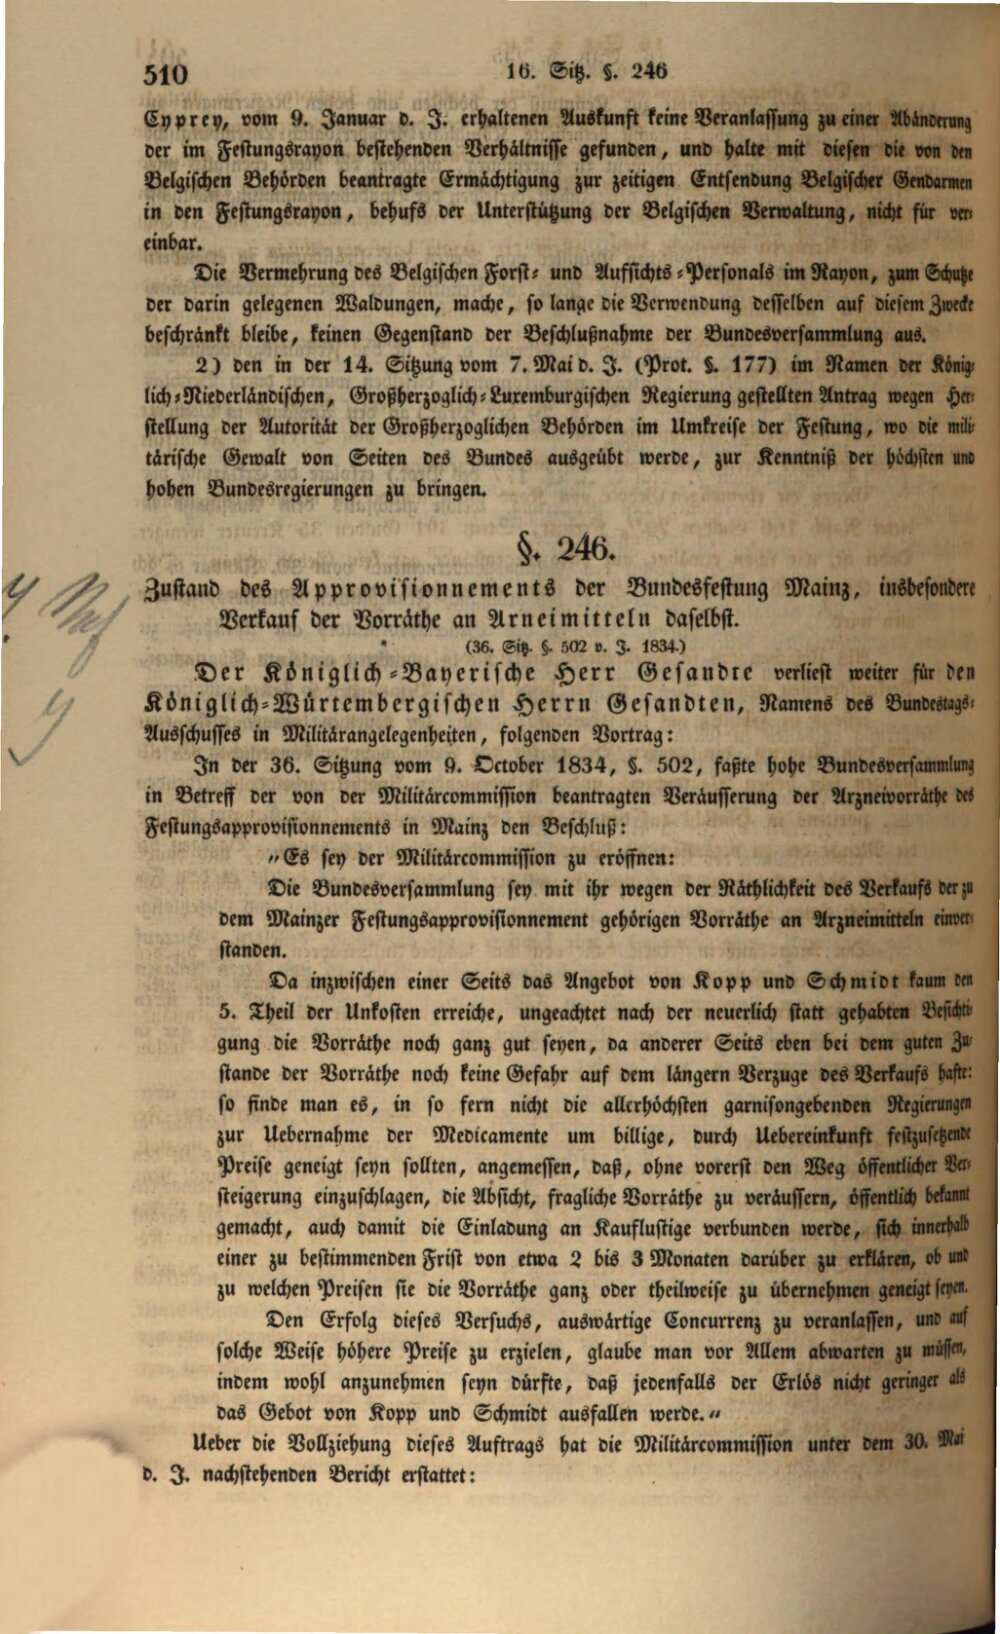 510
16. Sitz. §. 246
Cyprey, vom 9. Januar d. J. erhaltenen Auskunft keine Veranlassung zu einer Abänderung
der im Festungsrayon bestehenden Verhältnisse gefunden, und halte mit diesen die von den
Belgischen Behörden beantragte Ermächtigung zur zeitigen Entsendung Belgischer Gendarmen
in den Festungsrayon, behufs der Unterstützung der Belgischen Verwaltung, nicht für ver-
einbar.
Die Vermehrung des Belgischen Forst- und Aufsichts-Personals im Rayon, zum Schutze
der darin gelegenen Waldungen, mache, so lange die Verwendung desselben auf diesem Zwecke
beschränkt bleibe, keinen Gegenstand der Beschlußnahme der Bundesversammlung aus.
2) den in der 14. Sitzung vom 7. Mai d. J. (Prot. §. 177) im Namen der König-
lich-Niederländischen, Großherzoglich-Luxemburgischen Regierung gestellten Antrag wegen Her-
stellung der Autorität der Großherzoglichen Behörden im Umkreise der Festung, wo die mili-
tärische Gewalt von Seiten des Bundes ausgeübt werde, zur Kenntniß der höchsten und
hohen Bundesregierungen zu bringen.
§. 246.
Zustand des Approvisionnements der Bundesfestung Mainz, insbesondere
Verkauf der Vorräthe an Arneimitteln daselbst.
(36. Sitz. §. 502 v. J. 1834.)
Der Königlich-Bayerische Herr Gesandte verliest weiter für den
Königlich-Würtembergischen Herrn Gesandten, Namens des Bundestags-
Ausschusses in Militärangelegenheiten, folgenden Vortrag:
In der 36. Sitzung vom 9. October 1834, §. 502, faßte hohe Bundesversammlung
in Betreff der von der Militärcommission beantragten Veräusserung der Arzneivorräthe des
Festungsapprovisionnements in Mainz den Beschluß:
„Es sey der Militärcommission zu eröffnen:
Die Bundesversammlung sey mit ihr wegen der Räthlichkeit des Verkaufs der zu
dem Mainzer Festungsapprovisionnement gehörigen Vorräthe an Arzneimitteln einver-
standen.
Da inzwischen einer Seits das Angebot von Kopp und Schmidt kaum den
5. Theil der Unkosten erreiche, ungeachtet nach der neuerlich statt gehabten Besichti-
gung die Vorräthe noch ganz gut seyen, da anderer Seits eben bei dem guten Zu-
stande der Vorräthe noch keine Gefahr auf dem längern Verzuge des Verkaufs hafte:
so finde man es, in so fern nicht die allerhöchsten garnisongebenden Regierungen
zur Uebernahme der Medicamente um billige, durch Uebereinkunft festzusetzende
Preise geneigt seyn sollten, angemessen, daß, ohne vorerst den Weg öffentlicher Ver-
steigerung einzuschlagen, die Absicht, fragliche Vorräthe zu veräussern, öffentlich bekannt
gemacht, auch damit die Einladung an Kauflustige verbunden werde, sich innerhalb
einer zu bestimmenden Frist von etwa 2 bis 3 Monaten darüber zu erklären, ob und
zu welchen Preisen sie die Vorräthe ganz oder theilweise zu übernehmen geneigt seyen.
Den Erfolg dieses Versuchs, auswärtige Concurrenz zu veranlassen, und auf
solche Weise höhere Preise zu erzielen, glaube man vor Allem abwarten zu müssen,
indem wohl anzunehmen seyn dürfte, daß jedenfalls der Erlös nicht geringer als
das Gebot von Kopp und Schmidt ausfallen werde.“
Ueber die Vollziehung dieses Auftrags hat die Militärcommission unter dem 30. Mai
d. J. nachstehenden Bericht erstattet: